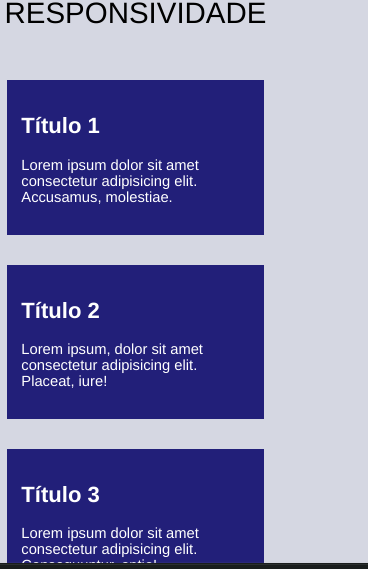 RESPONSIVIDADE
Título 1
Lorem ipsum dolor sit amet
consectetur adipisicing elit.
Accusamus, molestiae.
Título 2
Lorem ipsum, dolor sit amet
consectetur adipisicing elit.
Placeat, iure!
Título 3
Lorem ipsum dolor sit amet
consectetur adipisicing elit.